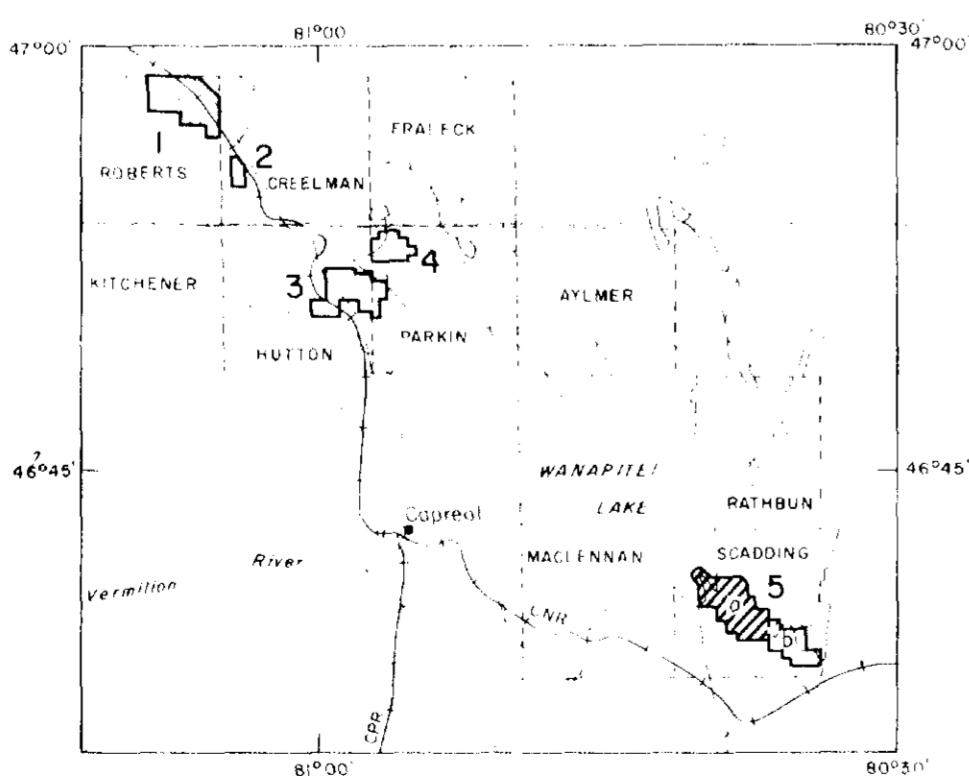 81°00'
80°30'
47°00'
47°00'
FRALECK
1
2
ROBERTS
CREELMAN
4
KITCHENER
3
AYLMER
PARKIN
HUTTON
46°45'
46°45'
WANAPITEI
LAKE
RATHBUN
Capreol
MACLENNAN
SCADDING
River
5
Vermilion
a
CNR
b
CPR
81°00'
80°30'